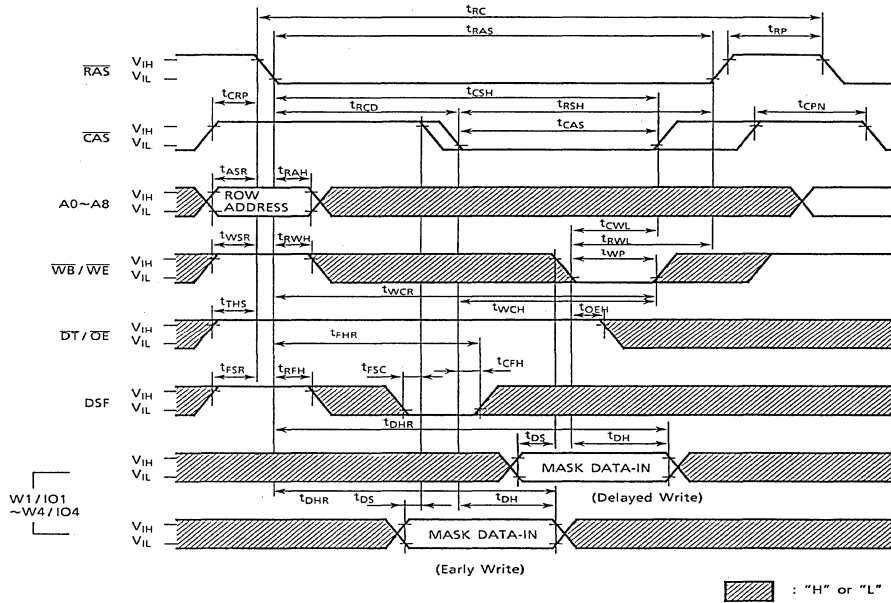 tRC
tRAS
tRP
RAS
VIH
VIL
tCSH
tCRP
tRCD
tRSH
tCPN
CAS
VIH
VIL
tCAS
tASR
tRAH
A0~A8
VIH
VIL
ROW
ADDRESS
tCWL
tWSR
tRWH
tRWL
WB/WE
VIH
VIL
tWP
tWCR
tWCH
tTHS
tOEH
DT/OE
VIH
VIL
tFHR
tFSR
tRFH
tFSC
tCFH
DSF
VIH
VIL
tDHR
tDS
tDH
VIH
VIL
MASK DATA-IN
(Delayed Write)
W1/IO1
~W4/IO4
tDHR
tDS
tDH
VIH
VIL
MASK DATA-IN
(Early Write)
: "H" or "L"